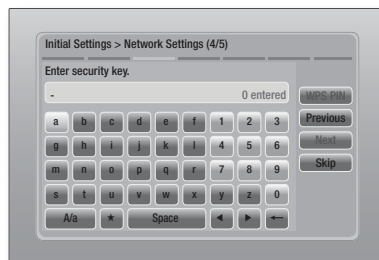 Initial Settings > Network Settings (4/5)
Enter security key.
- 0 entered
WPS PIN
a b c d e f 1 2 3
Previous
g h i j k l 4 5 6
Next
m n o p q r 7 8 9
Skip
s t u v w x y z 0
A/a ★ Space ◀ ▶ ←